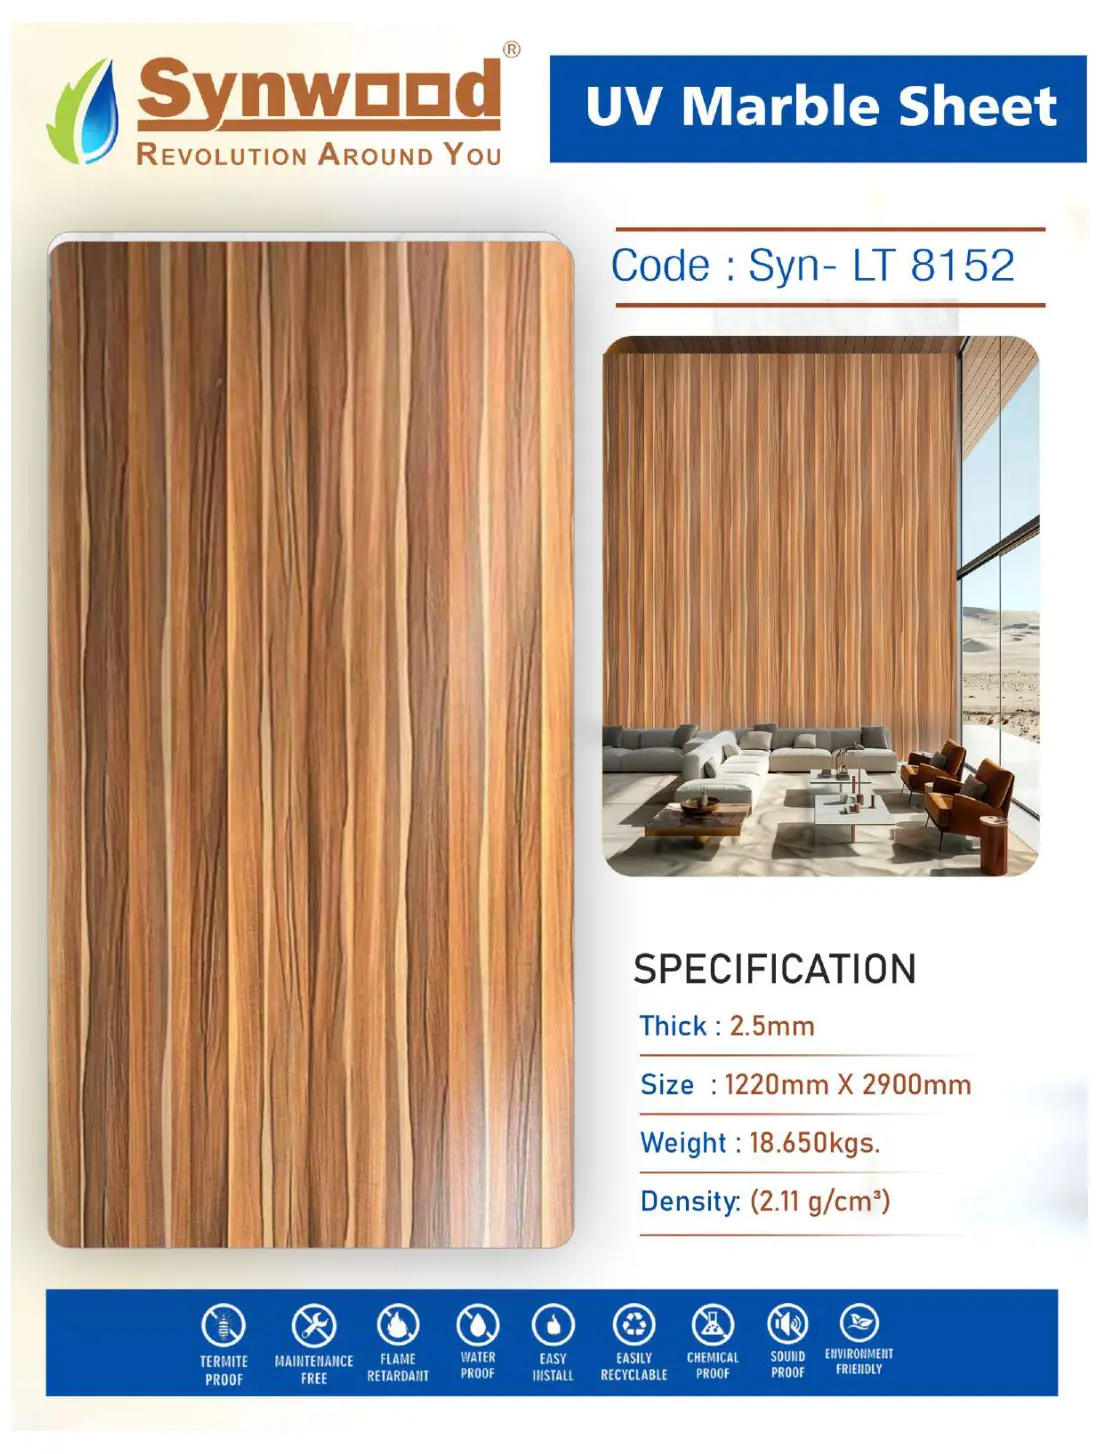 Synwood®
REVOLUTION AROUND YOU
UV Marble Sheet
Code : Syn- LT 8152
SPECIFICATION
Thick : 2.5mm
Size : 1220mm X 2900mm
Weight : 18.650kgs.
Density: (2.11 g/cm³)
TERMITE
PROOF
MAINTENANCE
FREE
FLAME
RETARDANT
WATER
PROOF
EASY
INSTALL
EASILY
RECYCLABLE
CHEMICAL
PROOF
SOUND
PROOF
ENVIRONMENT
FRIENDLY